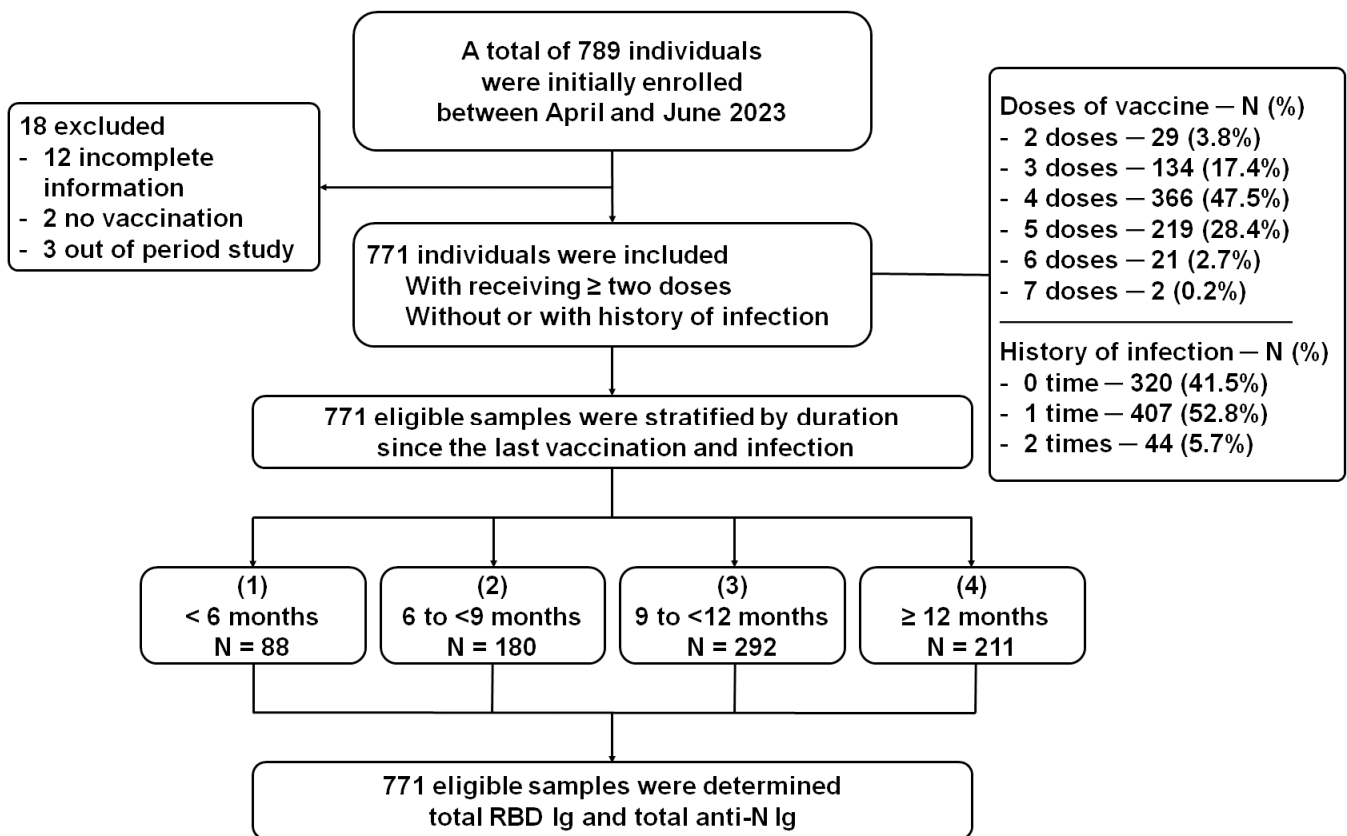 A total of 789 individuals
were initially enrolled
between April and June 2023
18 excluded
- 12 incomplete
information
- 2 no vaccination
- 3 out of period study
771 individuals were included
With receiving ≥ two doses
Without or with history of infection
Doses of vaccine — N (%)
- 2 doses — 29 (3.8%)
- 3 doses — 134 (17.4%)
- 4 doses — 366 (47.5%)
- 5 doses — 219 (28.4%)
- 6 doses — 21 (2.7%)
- 7 doses — 2 (0.2%)
History of infection — N (%)
- 0 time — 320 (41.5%)
- 1 time — 407 (52.8%)
- 2 times — 44 (5.7%)
771 eligible samples were stratified by duration
since the last vaccination and infection
(1)
< 6 months
N = 88
(2)
6 to <9 months
N = 180
(3)
9 to <12 months
N = 292
(4)
≥ 12 months
N = 211
771 eligible samples were determined
total RBD Ig and total anti-N Ig